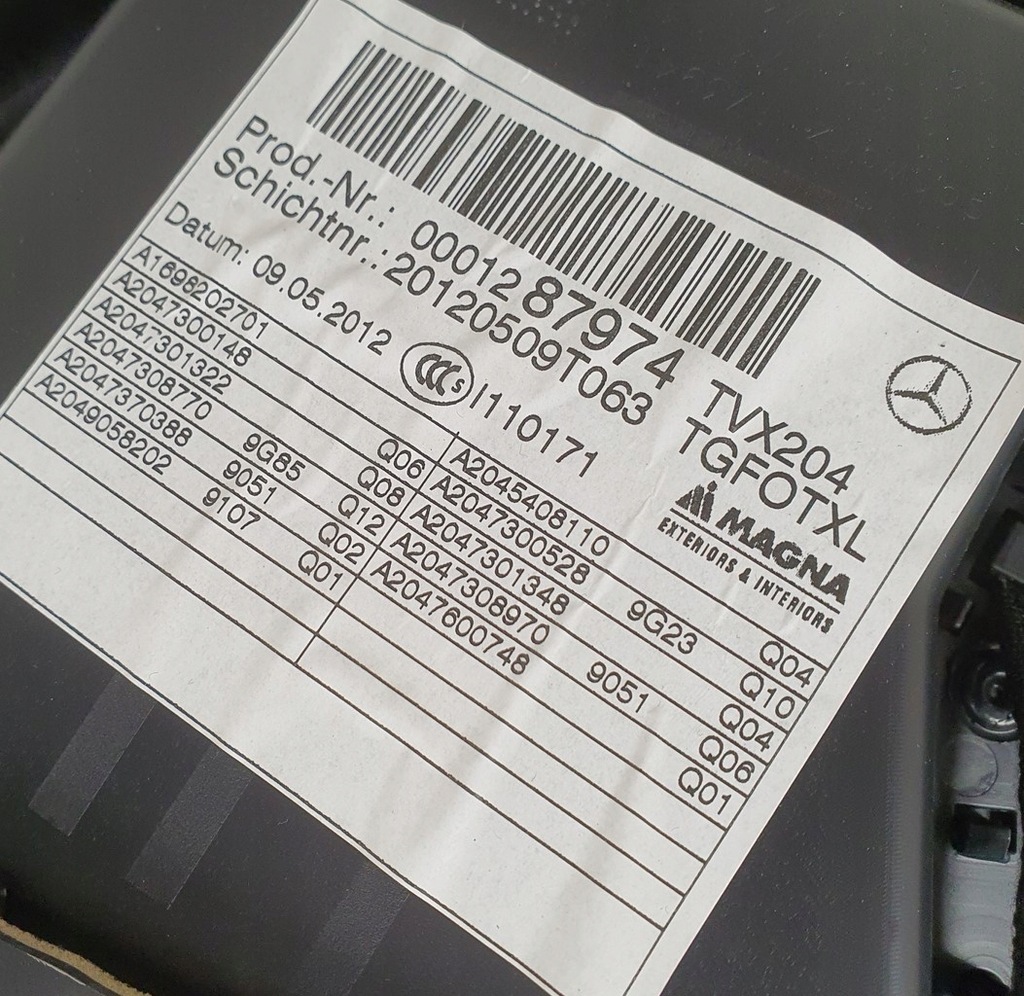 Prod.-Nr.: 0001287974 TVX204
Schichtnr.: 20120509T063 TGFOTXL
Datum: 09.05.2012 CCC S I110171
MAGNA
EXTERIORS & INTERIORS
A1698202701 A2045408110 Q04
A2047300148 Q06 A2047300528 9G23 Q10
A2047301322 Q08 A2047301348 Q04
A2047308770 9G85 Q12 A2047308970 9051 Q06
A2047370388 9051 Q02 A2047600748 Q01
A2049058202 9107 Q01